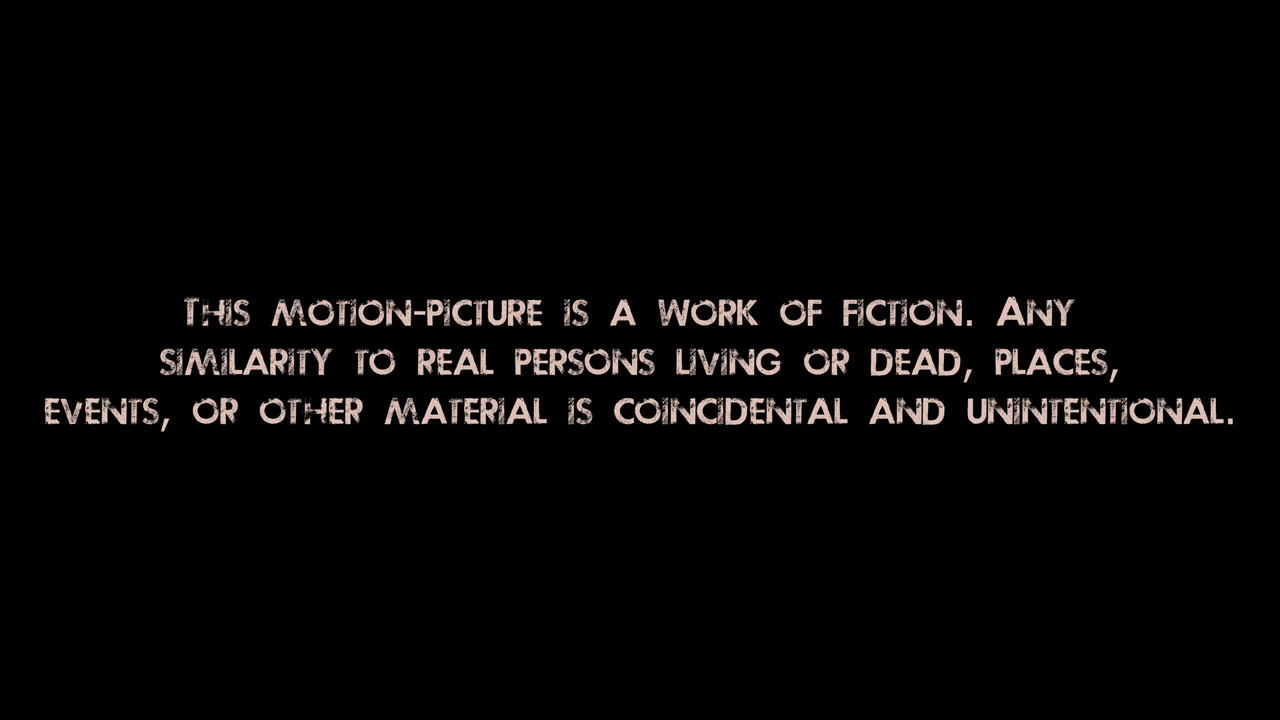 This motion-picture is a work of fiction. Any
similarity to real persons living or dead, places,
events, or other material is coincidental and unintentional.